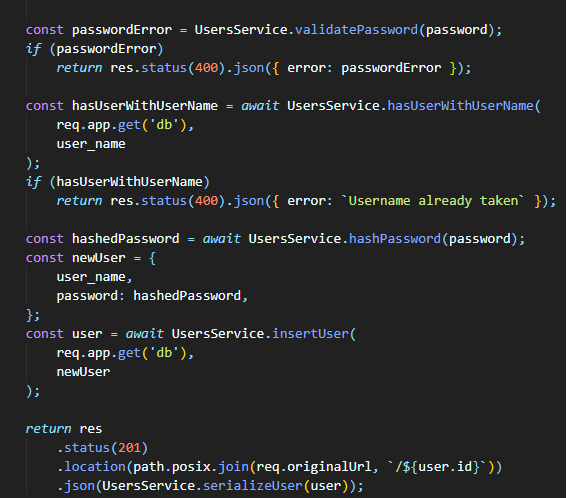 const passwordError = UsersService.validatePassword(password);
if (passwordError)
return res.status(400).json({ error: passwordError });
const hasUserWithUserName = await UsersService.hasUserWithUserName(
req.app.get('db'),
user_name
);
if (hasUserWithUserName)
return res.status(400).json({ error: `Username already taken` });
const hashedPassword = await UsersService.hashPassword(password);
const newUser = {
user_name,
password: hashedPassword,
};
const user = await UsersService.insertUser(
req.app.get('db'),
newUser
);
return res
.status(201)
.location(path.posix.join(req.originalUrl, `/${user.id}`))
.json(UsersService.serializeUser(user));